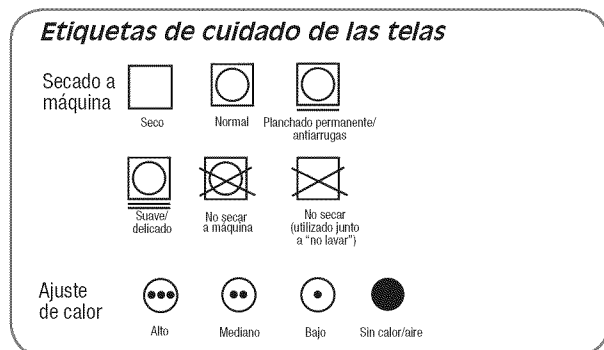 Etiquetas de cuidado de las telas
Secado a
máquina
Seco
Normal
Planchado permanente/
antiarrugas
Suave/
delicado
No secar
a máquina
No secar
(utilizado junto
a "no lavar")
Ajuste
de calor
Alto
Mediano
Bajo
Sin calor/aire